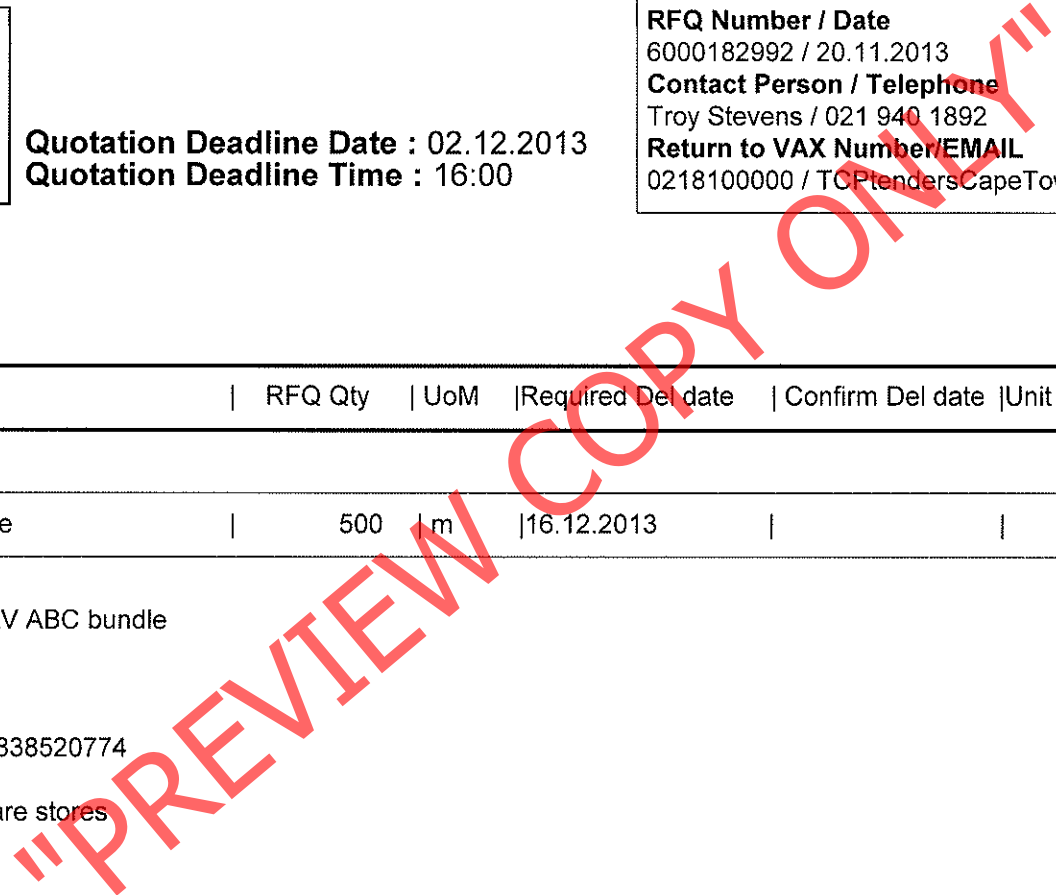 RFQ Number / Date
6000182992 / 20.11.2013
Contact Person / Telephone
Troy Stevens / 021 940 1892
Return to VAX Number/EMAIL
0218100000 / TCPtendersCapeTow
Quotation Deadline Date : 02.12.2013
Quotation Deadline Time : 16:00
| RFQ Qty | UoM |Required Del date | Confirm Del date |Unit
e | 500 | m |16.12.2013 | |
V ABC bundle
838520774
are stores
"PREVIEW COPY ONLY"